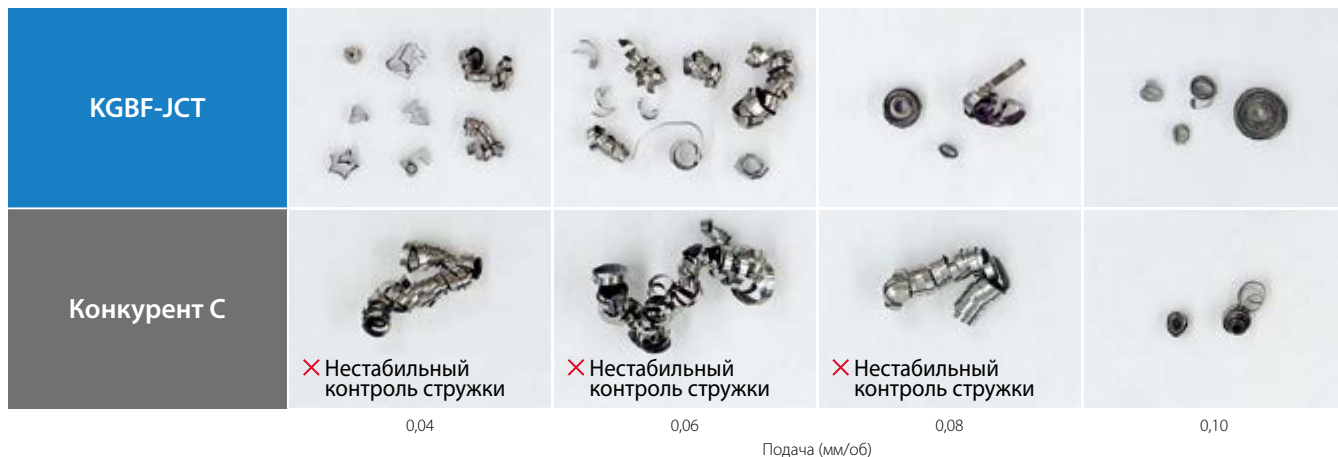 KGBF-JCT
Конкурент C
Нестабильный
контроль стружки
Нестабильный
контроль стружки
Нестабильный
контроль стружки
0,04
0,06
0,08
0,10
Подача (мм/об)